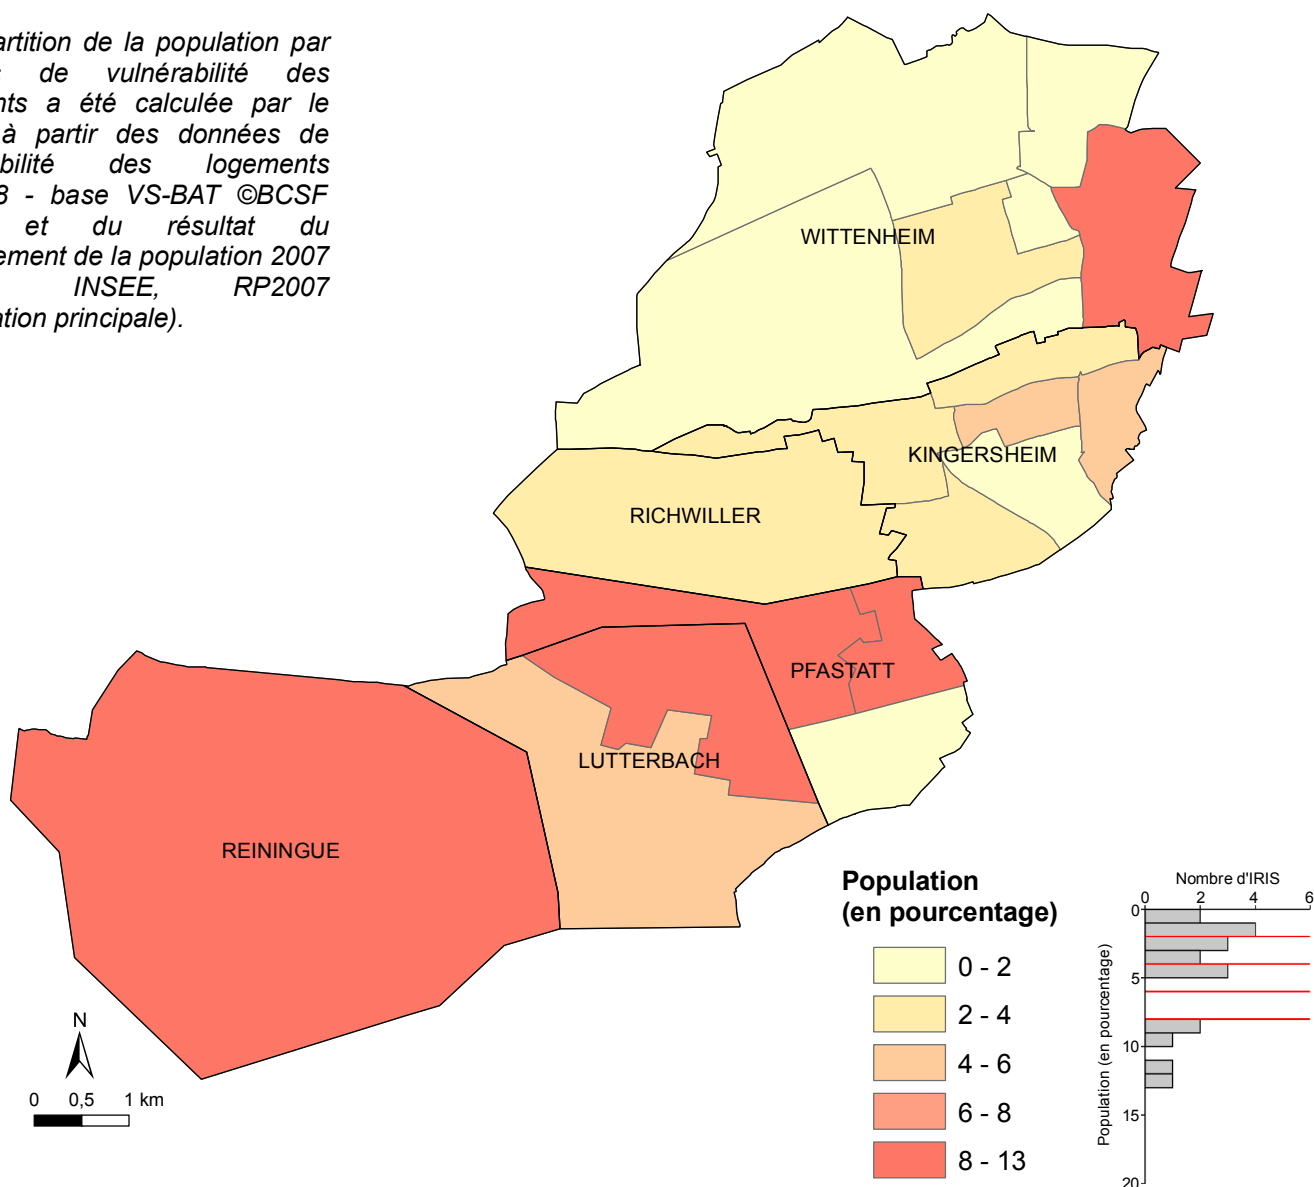 artition de la population par
de vulnérabilité des
nts a été calculée par le
à partir des données de
bilité des logements
8 - base VS-BAT ©BCSF
et du résultat du
ement de la population 2007
INSEE, RP2007
ation principale).
WITTENHEIM
KINGERSHEIM
RICHWILLER
PFASTATT
LUTTERBACH
REININGUE
N
0 0,5 1 km
Population
(en pourcentage)
0 - 2
2 - 4
4 - 6
6 - 8
8 - 13
Nombre d'IRIS
0 2 4 6
Population (en pourcentage)
0
5
10
15
20